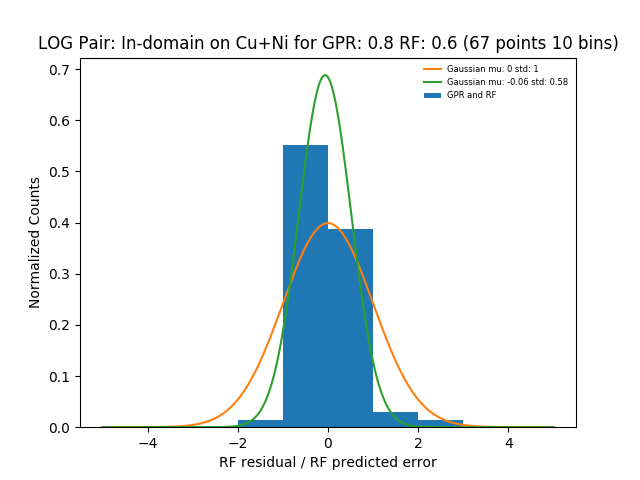 LOG Pair: In-domain on Cu+Ni for GPR: 0.8 RF: 0.6 (67 points 10 bins)
Gaussian mu: 0 std: 1
Gaussian mu: -0.06 std: 0.58
GPR and RF
Normalized Counts
0.7
0.6
0.5
0.4
0.3
0.2
0.1
0.0
−4 −2 0 2 4
RF residual / RF predicted error